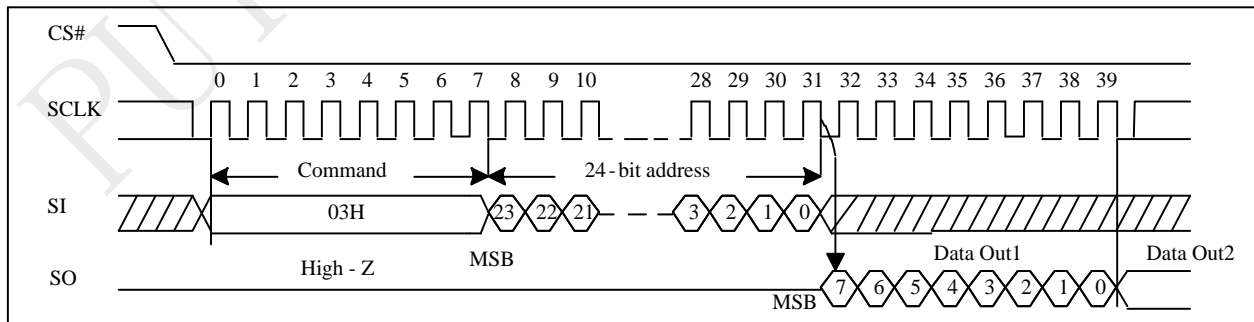 PUY
CS#
0 1 2 3 4 5 6 7 8 9 10 28 29 30 31 32 33 34 35 36 37 38 39
SCLK
Command 24-bit address
SI 03H 23 22 21 3 2 1 0
High - Z MSB Data Out1 Data Out2
SO MSB 7 6 5 4 3 2 1 0